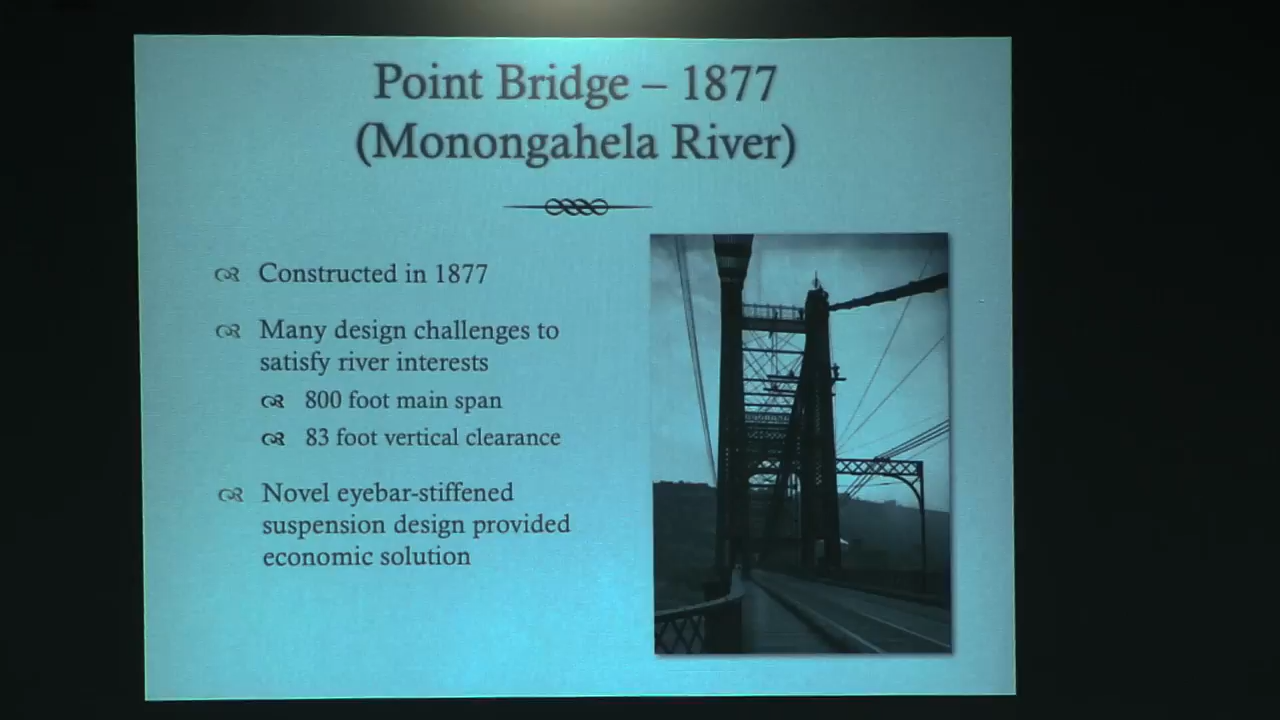 Point Bridge – 1877
(Monongahela River)
Constructed in 1877
Many design challenges to
satisfy river interests
800 foot main span
83 foot vertical clearance
Novel eyebar-stiffened
suspension design provided
economic solution